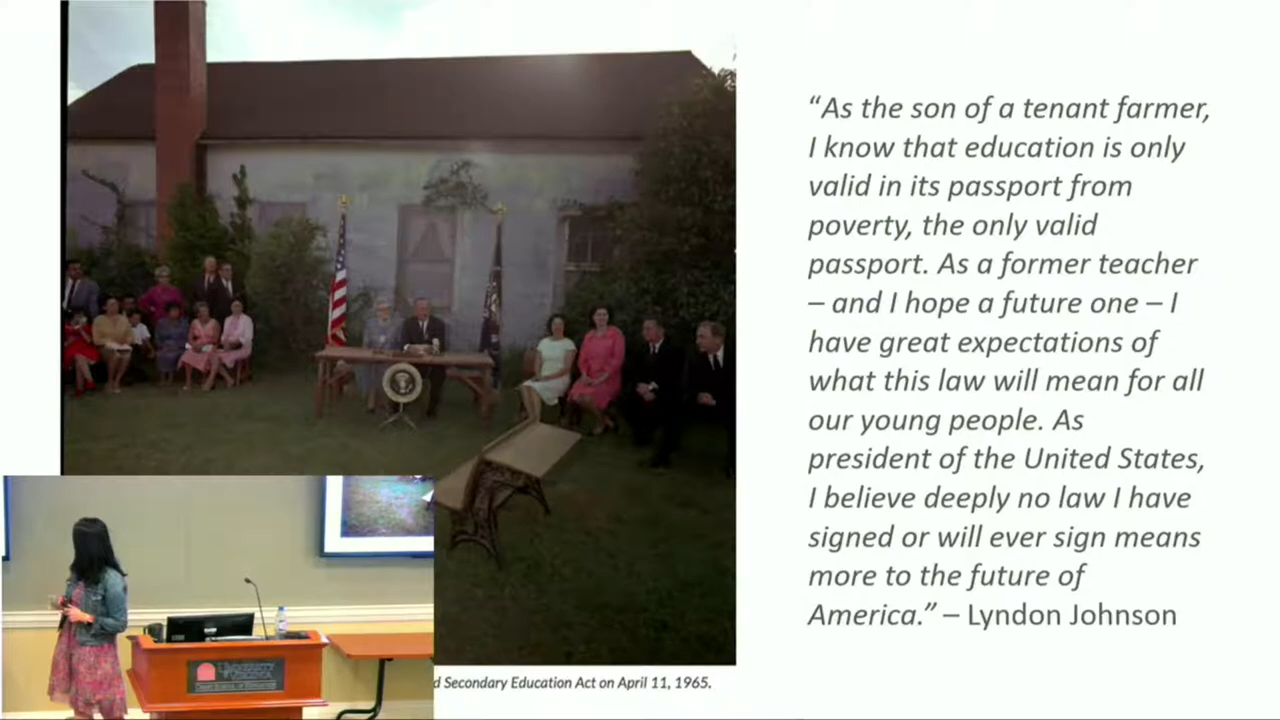 “As the son of a tenant farmer,
I know that education is only
valid in its passport from
poverty, the only valid
passport. As a former teacher
– and I hope a future one – I
have great expectations of
what this law will mean for all
our young people. As
president of the United States,
I believe deeply no law I have
signed or will ever sign means
more to the future of
America.” – Lyndon Johnson
d Secondary Education Act on April 11, 1965.
UNIVERSITY